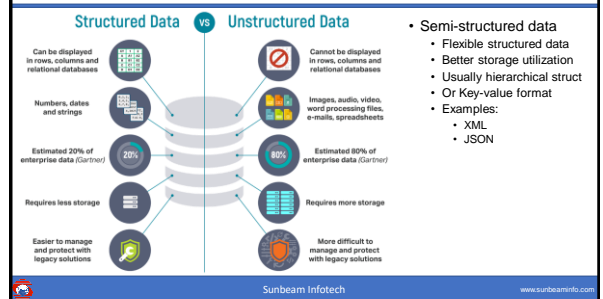 Structured Data vs Unstructured Data
Can be displayed
in rows, columns and
relational databases
Numbers, dates
and strings
20%
Estimated 20% of
enterprise data (Gartner)
Requires less storage
Easier to manage
and protect with
legacy solutions
Cannot be displayed
in rows, columns and
relational databases
Images, audio, video,
word processing files,
e-mails, spreadsheets
80%
Estimated 80% of
enterprise data (Gartner)
Requires more storage
More difficult to
manage and protect
with legacy solutions
• Semi-structured data
• Flexible structured data
• Better storage utilization
• Usually hierarchical struct
• Or Key-value format
• Examples:
• XML
• JSON
Sunbeam Infotech
www.sunbeaminfo.com